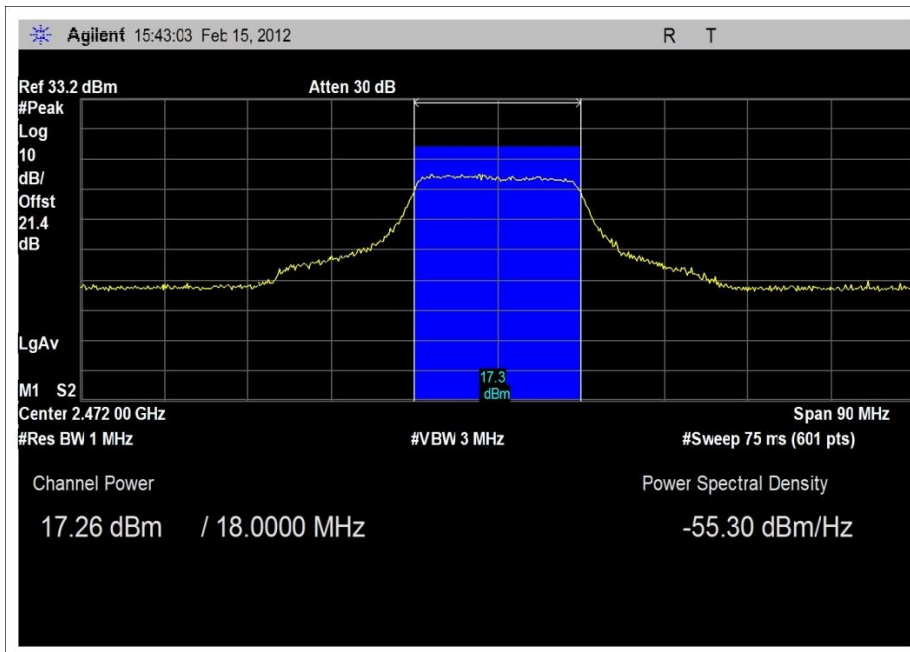 Agilent 15:43:03 Feb 15, 2012 R T
Ref 33.2 dBm Atten 30 dB
#Peak
Log
10
dB/
Offst
21.4
dB
LgAv
17.3
dBm
M1 S2
Center 2.472 00 GHz Span 90 MHz
#Res BW 1 MHz #VBW 3 MHz #Sweep 75 ms (601 pts)
Channel Power Power Spectral Density
17.26 dBm / 18.0000 MHz -55.30 dBm/Hz